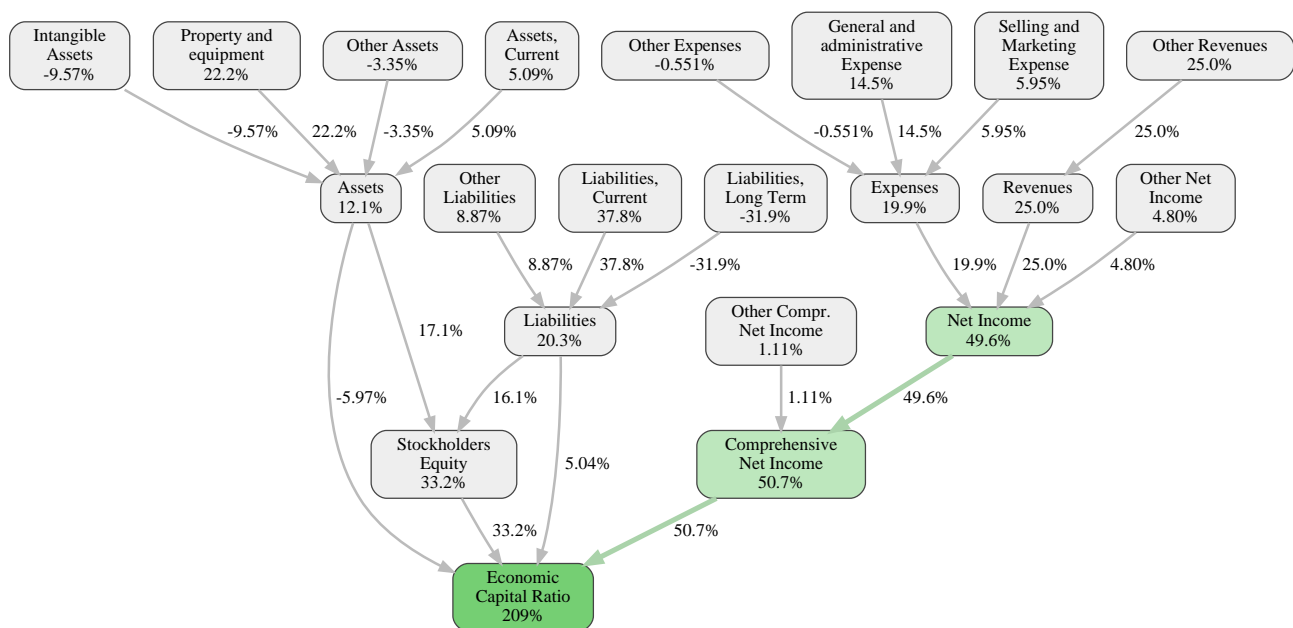 Intangible
Assets
-9.57%
Property and
equipment
22.2%
Other Assets
-3.35%
Assets,
Current
5.09%
Other Expenses
-0.551%
General and
administrative
Expense
14.5%
Selling and
Marketing
Expense
5.95%
Other Revenues
25.0%
-9.57%
22.2%
-3.35%
5.09%
-0.551%
14.5%
5.95%
25.0%
Assets
12.1%
Other
Liabilities
8.87%
Liabilities,
Current
37.8%
Liabilities,
Long Term
-31.9%
Expenses
19.9%
Revenues
25.0%
Other Net
Income
4.80%
8.87%
37.8%
-31.9%
19.9%
25.0%
4.80%
17.1%
Liabilities
20.3%
Other Compr.
Net Income
1.11%
Net Income
49.6%
-5.97%
16.1%
1.11%
49.6%
Stockholders
Equity
33.2%
5.04%
Comprehensive
Net Income
50.7%
33.2%
50.7%
Economic
Capital Ratio
209%